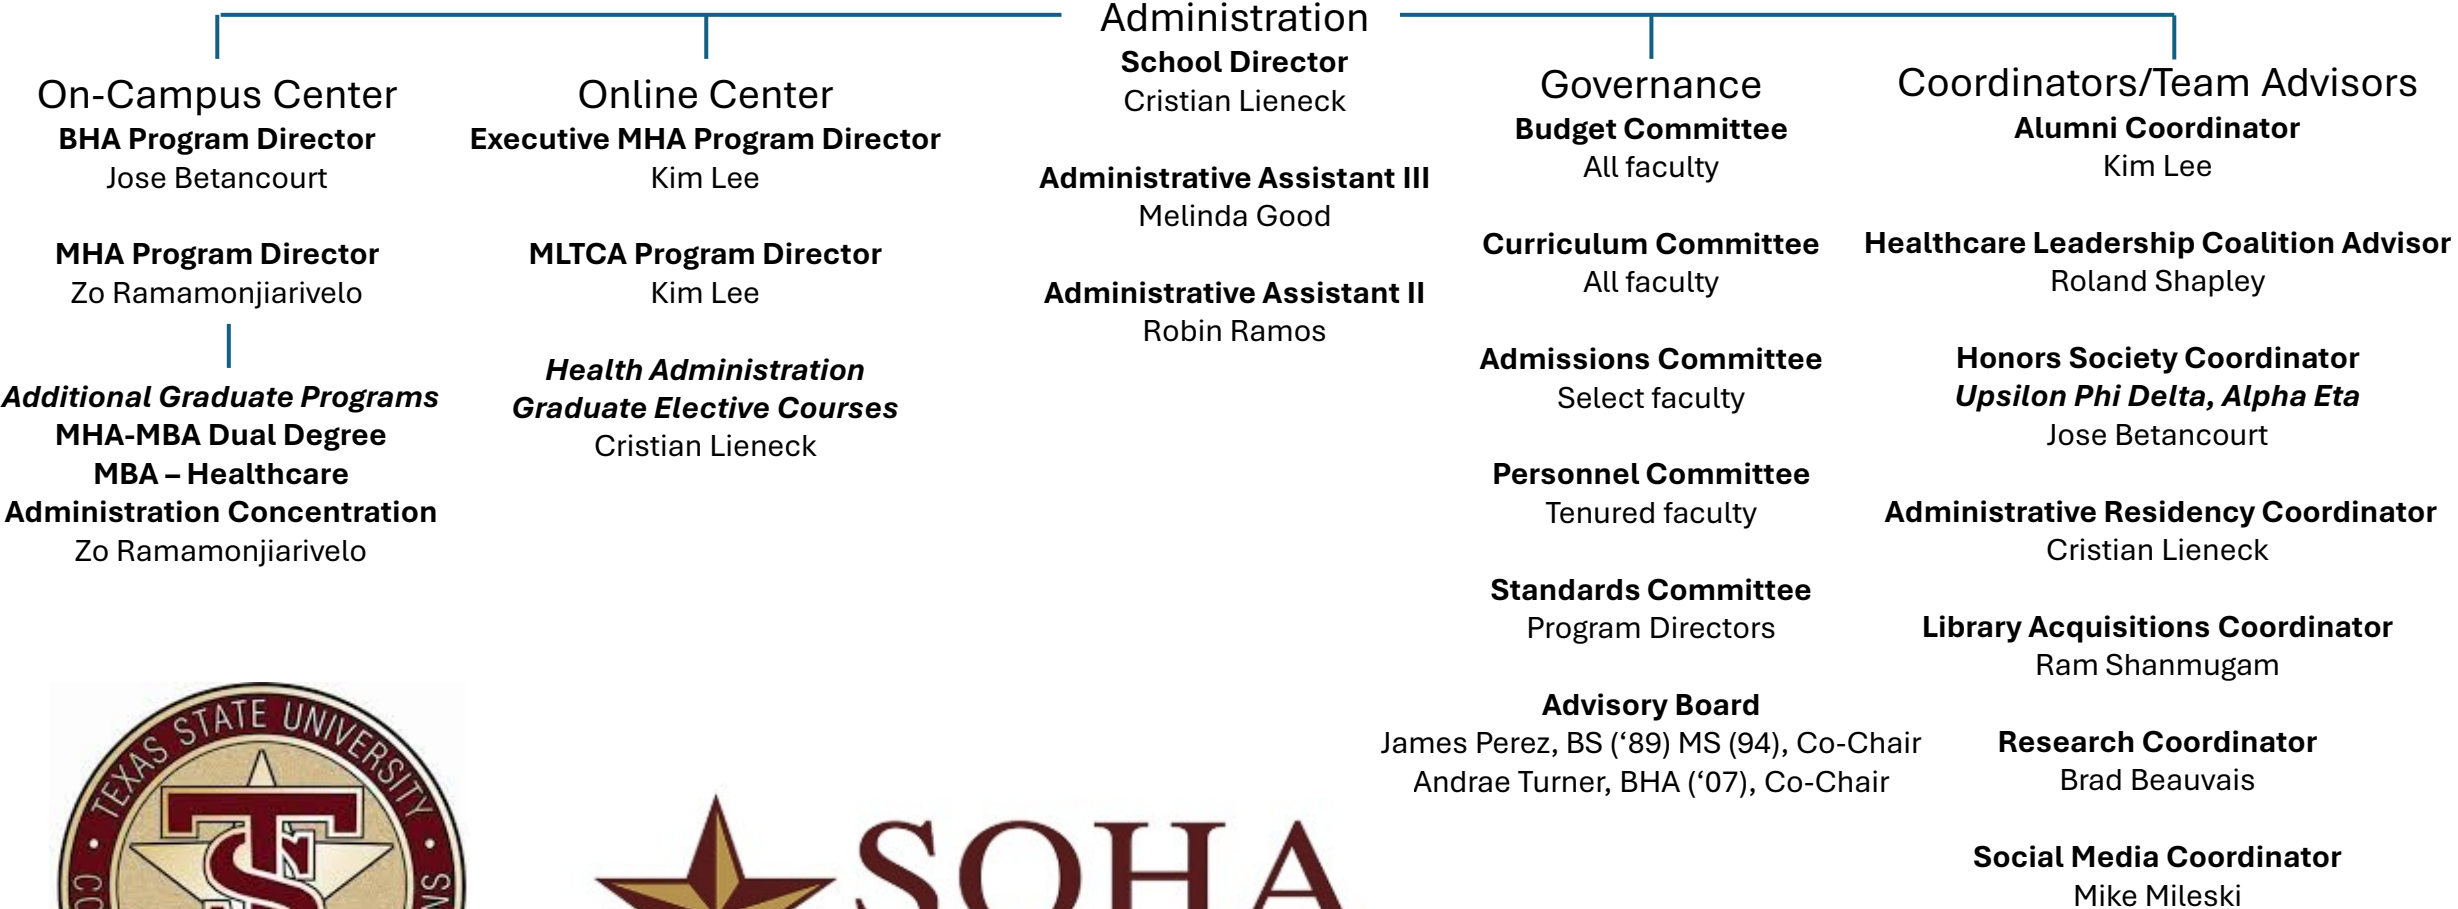 Administration
School Director
Cristian Lieneck
Administrative Assistant III
Melinda Good
Administrative Assistant II
Robin Ramos
On-Campus Center
BHA Program Director
Jose Betancourt
MHA Program Director
Zo Ramamonjiarivelo
Additional Graduate Programs
MHA-MBA Dual Degree
MBA – Healthcare
Administration Concentration
Zo Ramamonjiarivelo
Online Center
Executive MHA Program Director
Kim Lee
MLTCA Program Director
Kim Lee
Health Administration
Graduate Elective Courses
Cristian Lieneck
Governance
Budget Committee
All faculty
Curriculum Committee
All faculty
Admissions Committee
Select faculty
Personnel Committee
Tenured faculty
Standards Committee
Program Directors
Advisory Board
James Perez, BS (‘89) MS (94), Co-Chair
Andrae Turner, BHA (‘07), Co-Chair
Coordinators/Team Advisors
Alumni Coordinator
Kim Lee
Healthcare Leadership Coalition Advisor
Roland Shapley
Honors Society Coordinator
Upsilon Phi Delta, Alpha Eta
Jose Betancourt
Administrative Residency Coordinator
Cristian Lieneck
Library Acquisitions Coordinator
Ram Shanmugam
Research Coordinator
Brad Beauvais
Social Media Coordinator
Mike Mileski
TEXAS STATE UNIVERSITY
TS
SOHA